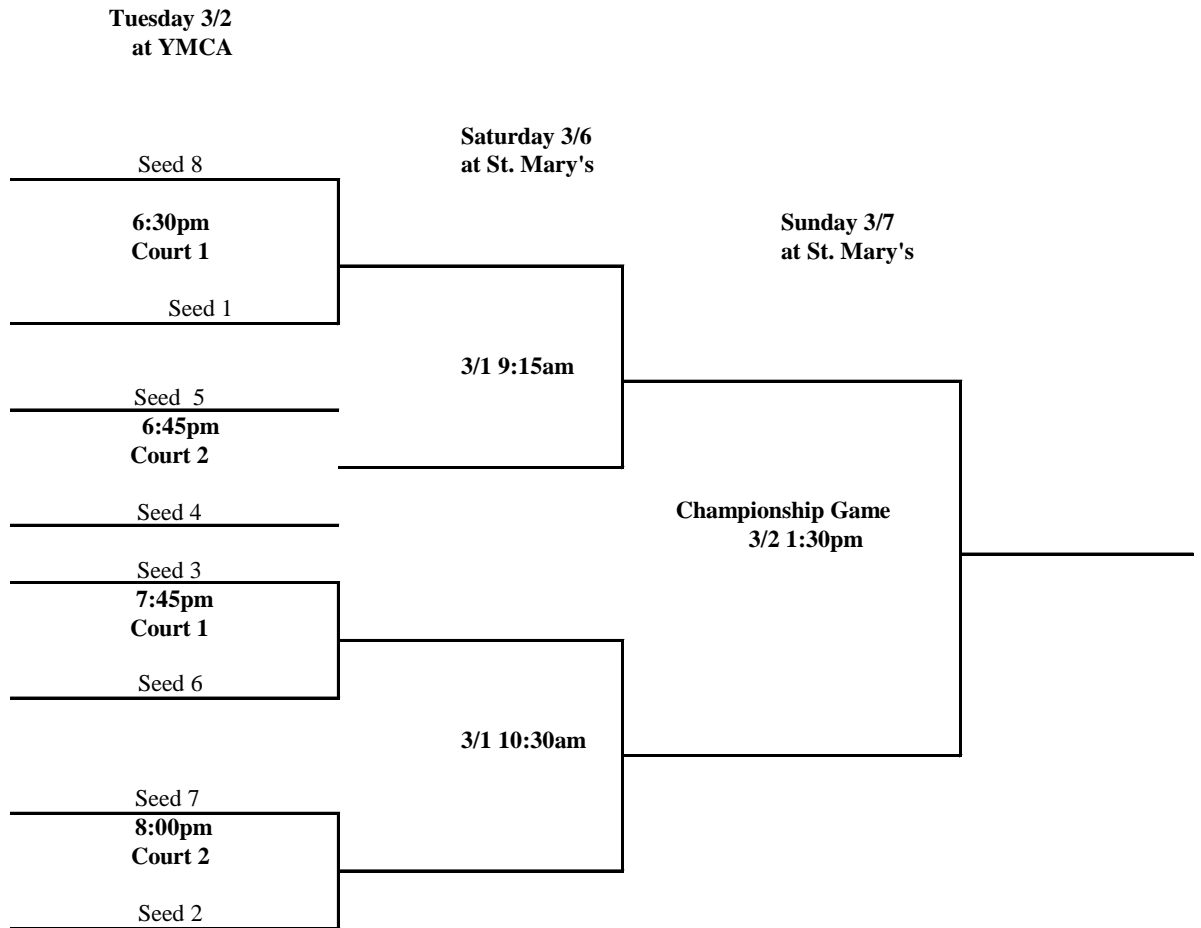 Tuesday 3/2
at YMCA
Saturday 3/6
at St. Mary's
Seed 8
6:30pm
Court 1
Sunday 3/7
at St. Mary's
Seed 1
3/1 9:15am
Seed  5
6:45pm
Court 2
Seed 4
Championship Game
3/2 1:30pm
Seed 3
7:45pm
Court 1
Seed 6
3/1 10:30am
Seed 7
8:00pm
Court 2
Seed 2